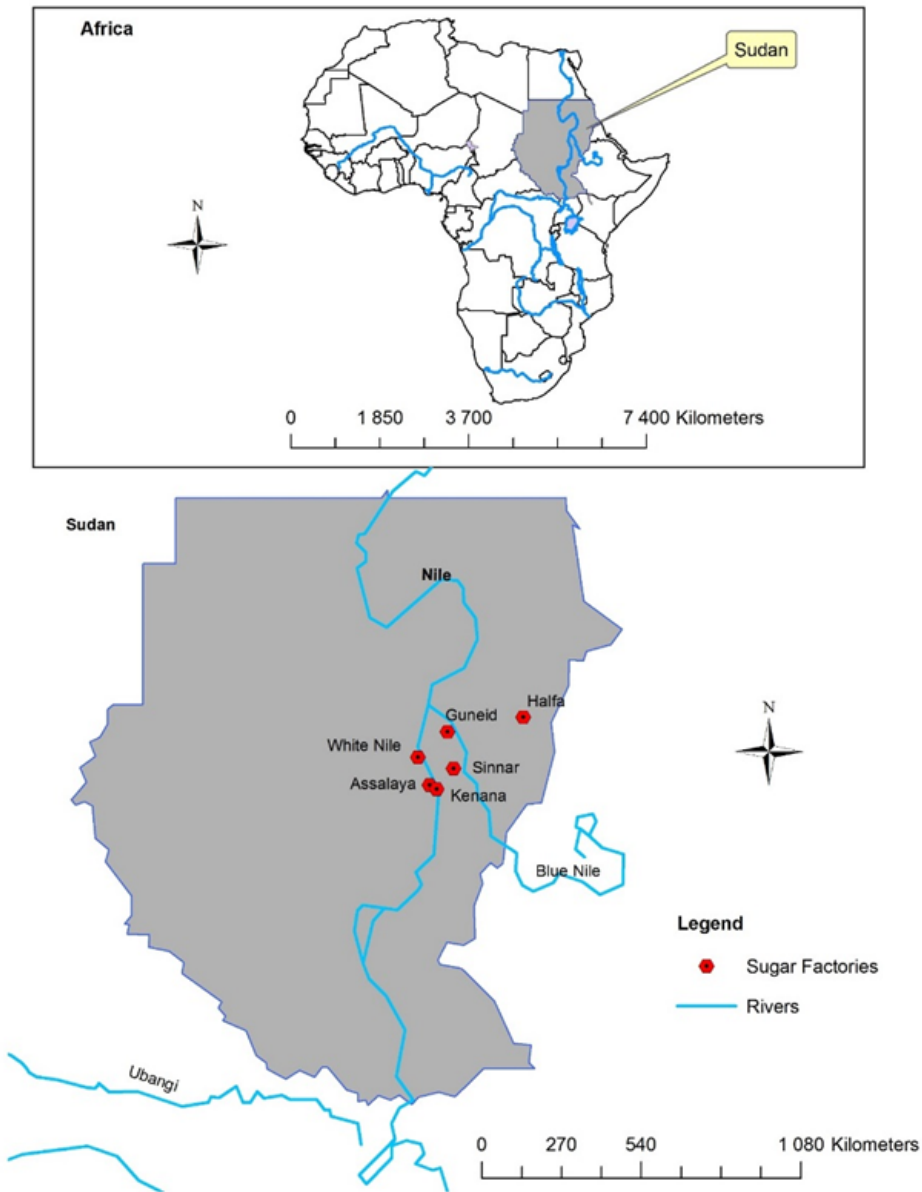 Africa
Sudan
N
0 1 850 3 700 7 400 Kilometers
Sudan
Nile
Halfa
Guneid
N
White Nile
Sinnar
Assalaya
Kenana
Blue Nile
Legend
Sugar Factories
Rivers
Ubangi
0 270 540 1 080 Kilometers